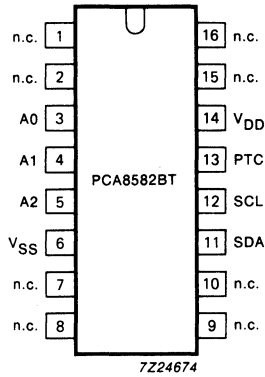 n.c. 1 16 n.c.
n.c. 2 15 n.c.
A0 3 14 VDD
A1 4 13 PTC
PCA8582BT
A2 5 12 SCL
VSS 6 11 SDA
n.c. 7 10 n.c.
n.c. 8 9 n.c.
7Z24674